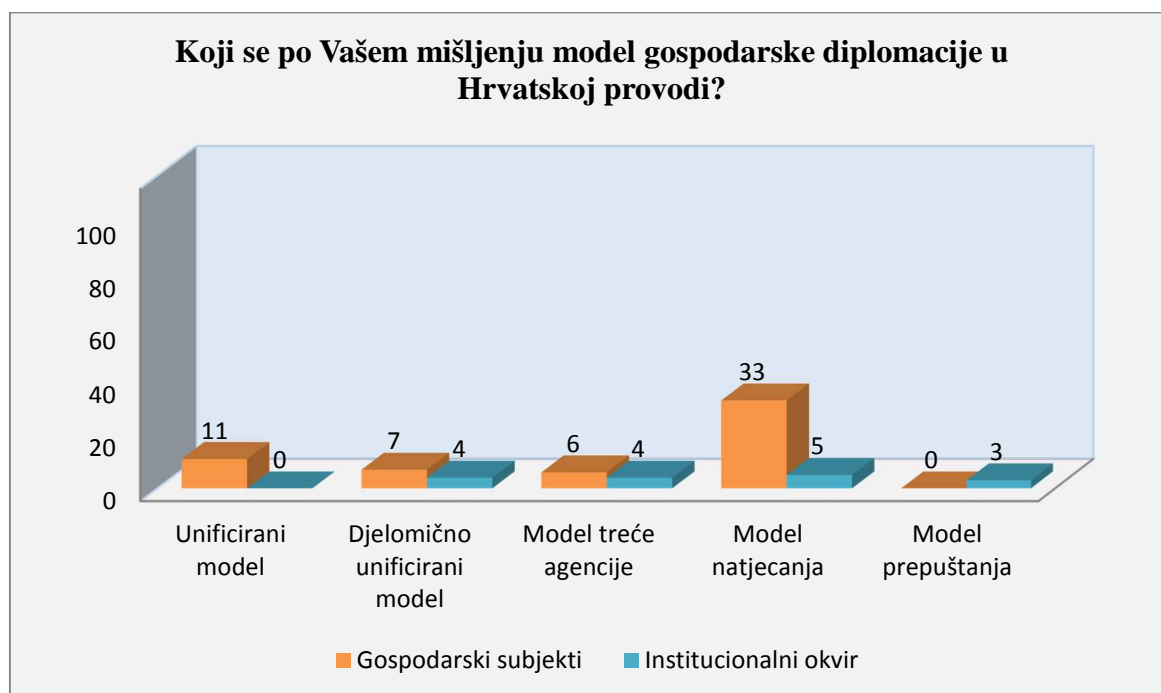 Koji se po Vašem mišljenju model gospodarske diplomacije u
Hrvatskoj provodi?
100
80
60
40
20
0
11
0
7
4
6
4
33
5
0
3
Unificirani
model
Djelomično
unificirani
model
Model treće
agencije
Model
natjecanja
Model
prepuštanja
Gospodarski subjekti
Institucionalni okvir